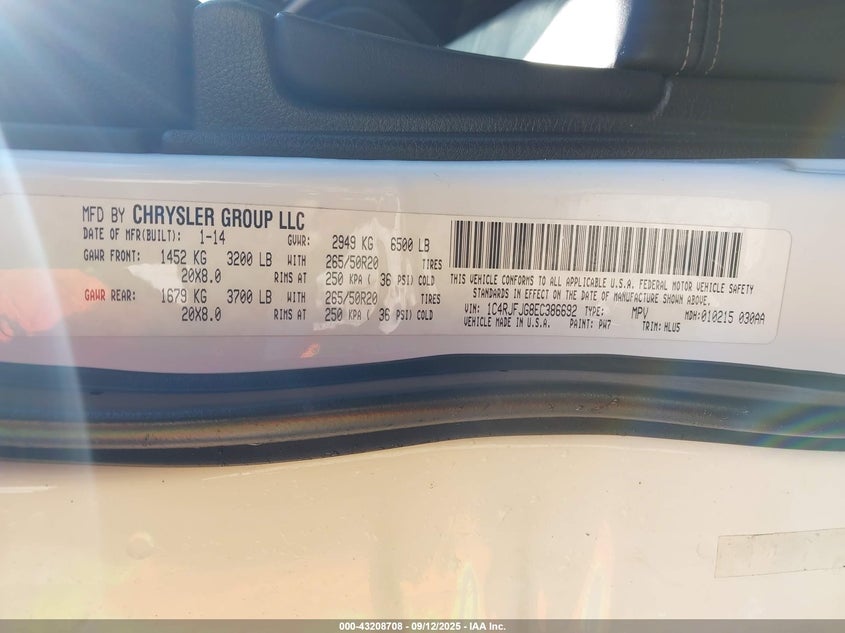 MFD BY CHRYSLER GROUP LLC
DATE OF MFR(BUILT): 1-14 GVWR: 2949 KG 6500 LB
GAWR FRONT: 1452 KG 3200 LB WITH 265/50R20 TIRES
20X8.0 RIMS AT 250 KPA ( 36 PSI) COLD
GAWR REAR: 1679 KG 3700 LB WITH 265/50R20 TIRES
20X8.0 RIMS AT 250 KPA ( 36 PSI) COLD
THIS VEHICLE CONFORMS TO ALL APPLICABLE U.S.A. FEDERAL MOTOR VEHICLE SAFETY
STANDARDS IN EFFECT ON THE DATE OF MANUFACTURE SHOWN ABOVE.
VIN: 1C4RJFJG8EC386692 TYPE: MPV MDH:010215 030AA
VEHICLE MADE IN U.S.A. PAINT: PW7 TRIM: HLU5
000-43208708 - 09/12/2025 - IAA Inc.